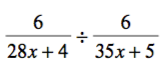 6/(28x + 4) ÷ 6/(35x + 5)